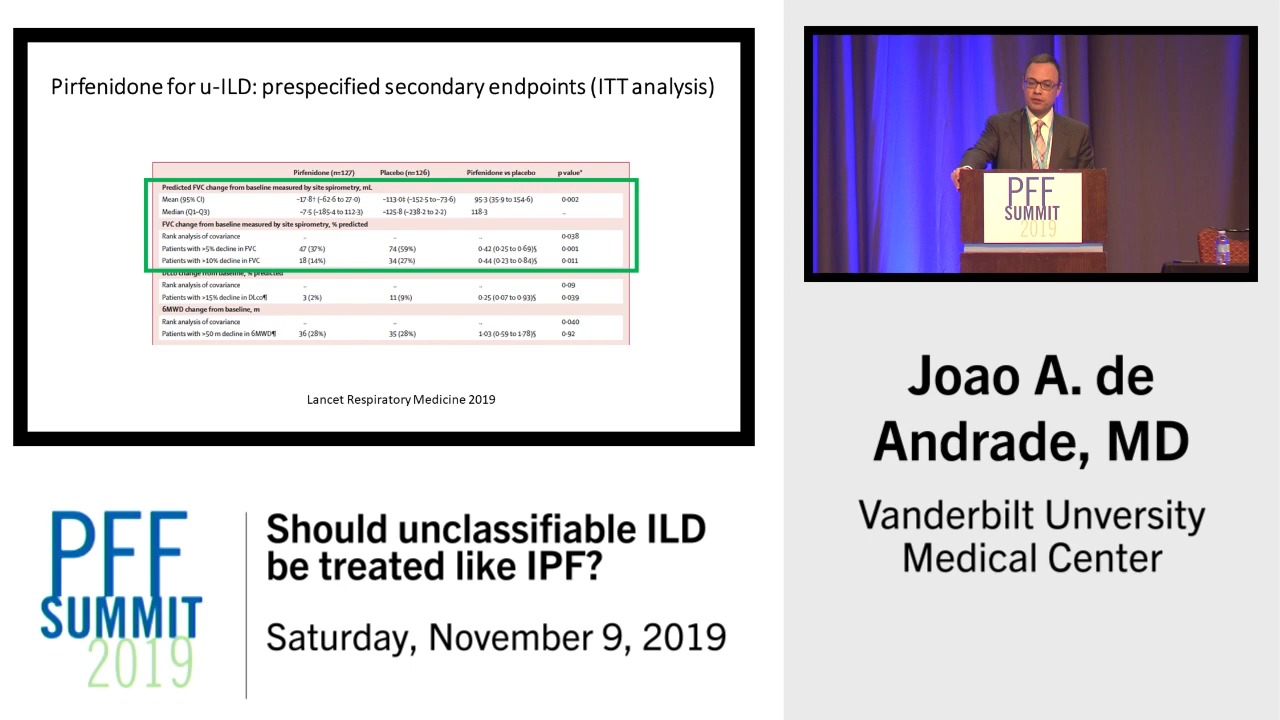 Pirfenidone for u-ILD: prespecified secondary endpoints (ITT analysis)
Pirfenidone (n=127) Placebo (n=126) Pirfenidone vs placebo p value*
Predicted FVC change from baseline measured by site spirometry, mL
Mean (95% CI) –17·8† (–62·6 to 27·0) –113·0‡ (–152·5 to –73·6) 95·3 (35·9 to 154·6) 0·002
Median (Q1–Q3) –7·5 (–185·4 to 112·3) –125·8 (–238·2 to 2·2) 118·3 ..
FVC change from baseline measured by site spirometry, % predicted
Rank analysis of covariance .. .. .. 0·038
Patients with >5% decline in FVC 47 (37%) 74 (59%) 0·42 (0·25 to 0·69)§ 0·001
Patients with >10% decline in FVC 18 (14%) 34 (27%) 0·44 (0·23 to 0·84)§ 0·011
DLco change from baseline, % predicted
Rank analysis of covariance .. .. .. 0·09
Patients with >15% decline in DLco¶ 3 (2%) 11 (9%) 0·25 (0·07 to 0·93)§ 0·039
6MWD change from baseline, m
Rank analysis of covariance .. .. .. 0·040
Patients with >50 m decline in 6MWD¶ 36 (28%) 35 (28%) 1·03 (0·59 to 1·78)§ 0·92
Lancet Respiratory Medicine 2019
PFF
SUMMIT
2019
Joao A. de
Andrade, MD
Vanderbilt Unversity
Medical Center
PFF
SUMMIT
2019
Should unclassifiable ILD
be treated like IPF?
Saturday, November 9, 2019